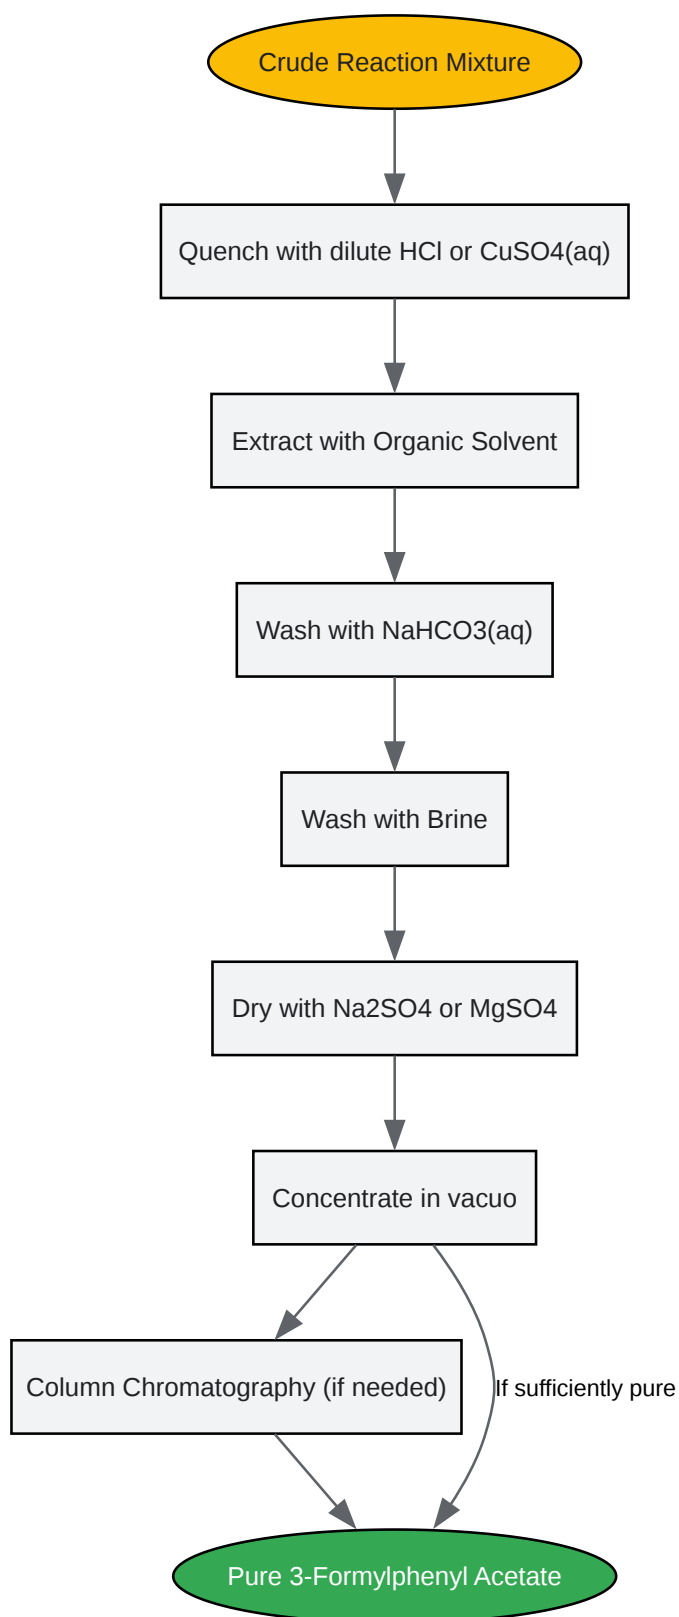 Crude Reaction Mixture
Quench with dilute HCl or CuSO4(aq)
Extract with Organic Solvent
Wash with NaHCO3(aq)
Wash with Brine
Dry with Na2SO4 or MgSO4
Concentrate in vacuo
Column Chromatography (if needed)
If sufficiently pure
Pure 3-Formylphenyl Acetate